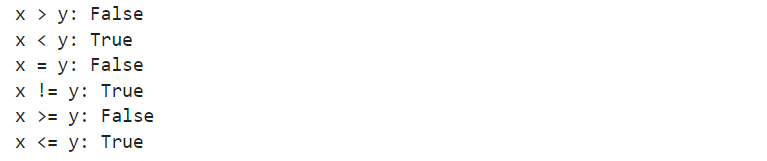 x > y: False
x < y: True
x = y: False
x != y: True
x >= y: False
x <= y: True